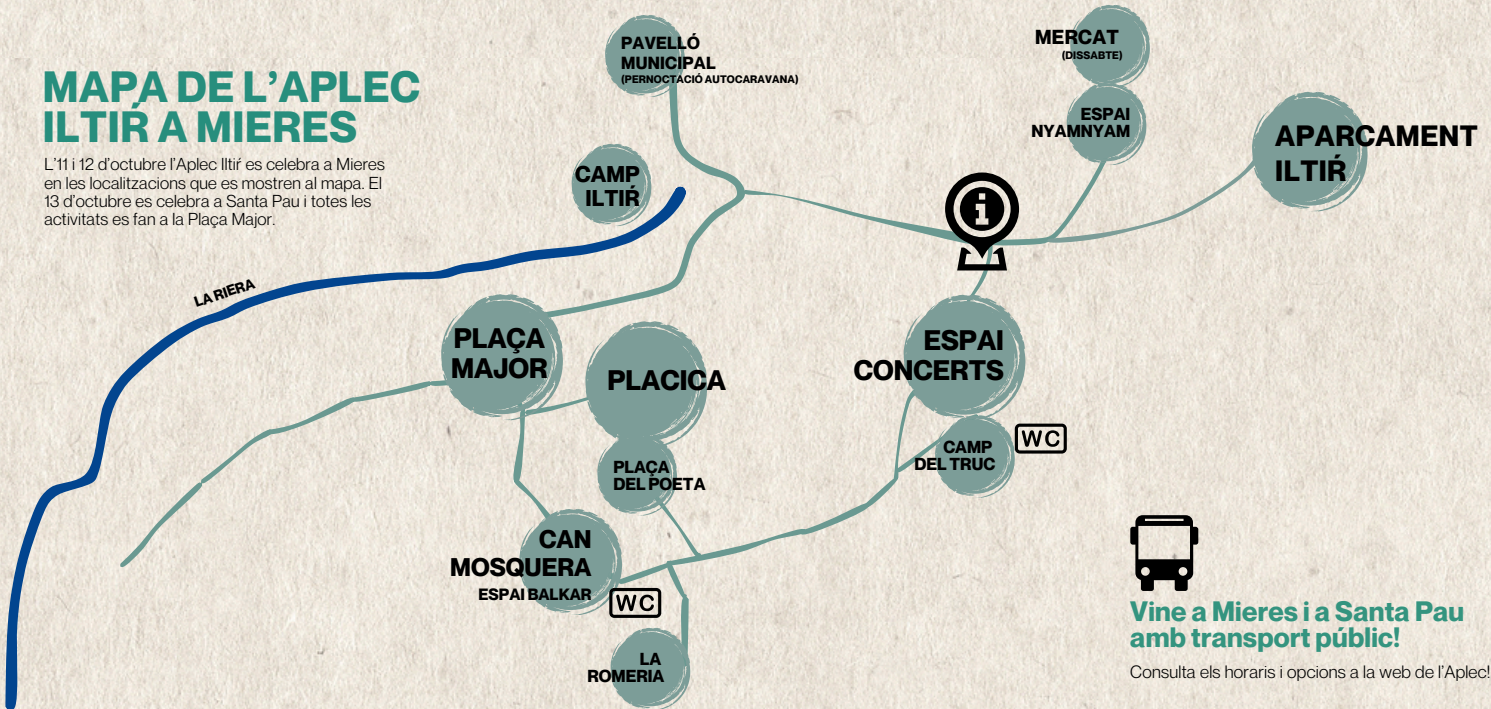 MAPA DE L'APLEC
ILTIŔ A MIERES
L'11 i 12 d'octubre l'Aplec Iltiŕ es celebra a Mieres
en les localitzacions que es mostren al mapa. El
13 d'octubre es celebra a Santa Pau i totes les
activitats es fan a la Plaça Major.
PAVELLÓ
MUNICIPAL
(PERNOCTACIÓ AUTOCARAVANA)
MERCAT
(DISSABTE)
ESPAI
NYAMNYAM
APARCAMENT
ILTIŔ
CAMP
ILTIŔ
i
LA RIERA
PLAÇA
MAJOR
PLACICA
ESPAI
CONCERTS
CAMP
DEL TRUC
WC
PLAÇA
DEL POETA
CAN
MOSQUERA
ESPAI BALKAR
WC
LA
ROMERIA
Vine a Mieres i a Santa Pau
amb transport públic!
Consulta els horaris i opcions a la web de l'Aplec!